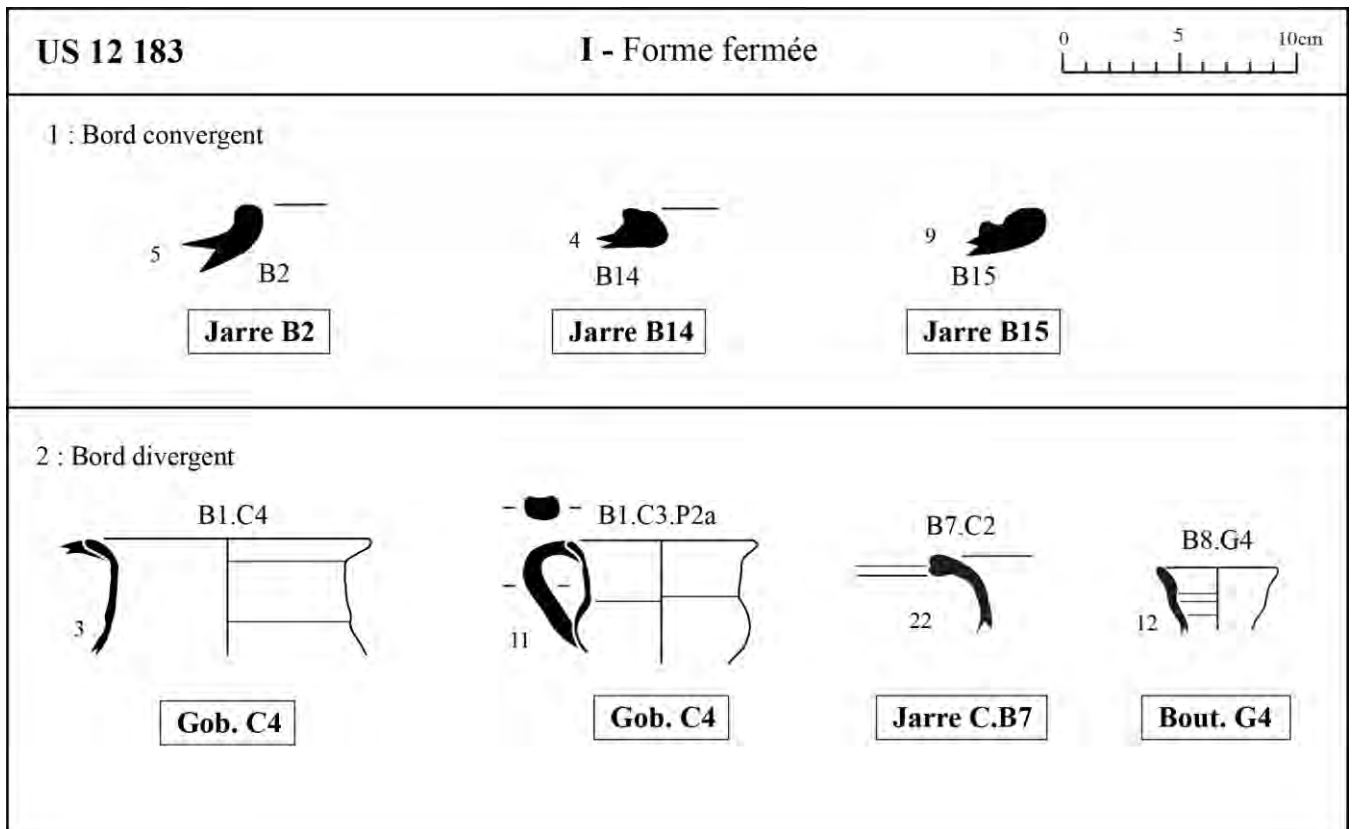 US 12 183
I - Forme fermée
0 5 10cm
1 : Bord convergent
5
B2
Jarre B2
4
B14
Jarre B14
9
B15
Jarre B15
2 : Bord divergent
B1.C4
3
Gob. C4
B1.C3.P2a
11
Gob. C4
B7.C2
22
Jarre C.B7
B8.G4
12
Bout. G4